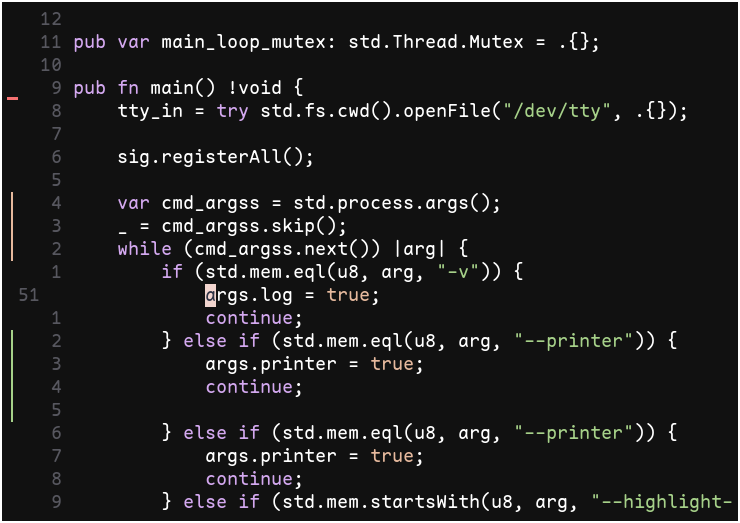 12
11 pub var main_loop_mutex: std.Thread.Mutex = .{};
10
9 pub fn main() !void {
8     tty_in = try std.fs.cwd().openFile("/dev/tty", .{});
7
6     sig.registerAll();
5
4     var cmd_argss = std.process.args();
3     _ = cmd_argss.skip();
2     while (cmd_argss.next()) |arg| {
1         if (std.mem.eql(u8, arg, "-v")) {
51             args.log = true;
1             continue;
2         } else if (std.mem.eql(u8, arg, "--printer")) {
3             args.printer = true;
4             continue;
5
6         } else if (std.mem.eql(u8, arg, "--printer")) {
7             args.printer = true;
8             continue;
9         } else if (std.mem.startsWith(u8, arg, "--highlight-